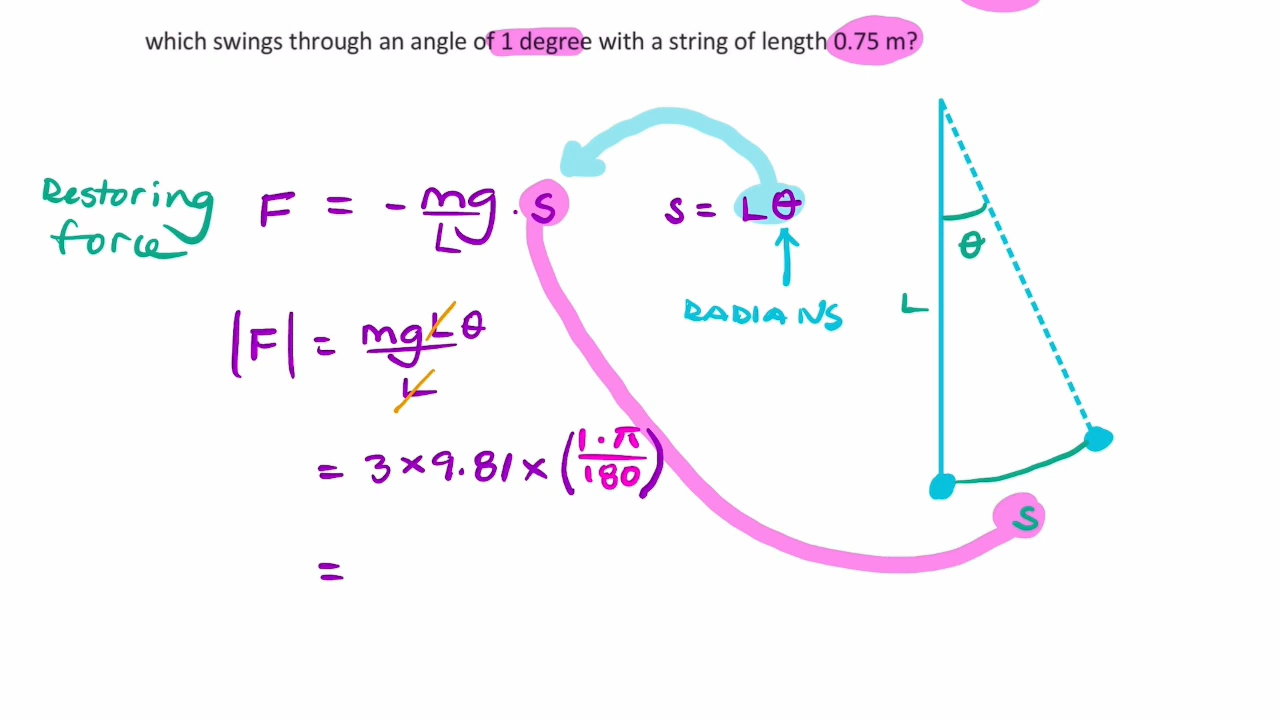 which swings through an angle of 1 degree with a string of length 0.75 m?
Restoring force
F = - mg/L · S
S = Lθ
RADIANS
θ
L
|F| = mgLθ/L
= 3 × 9.81 × (1·π/180)
S
=